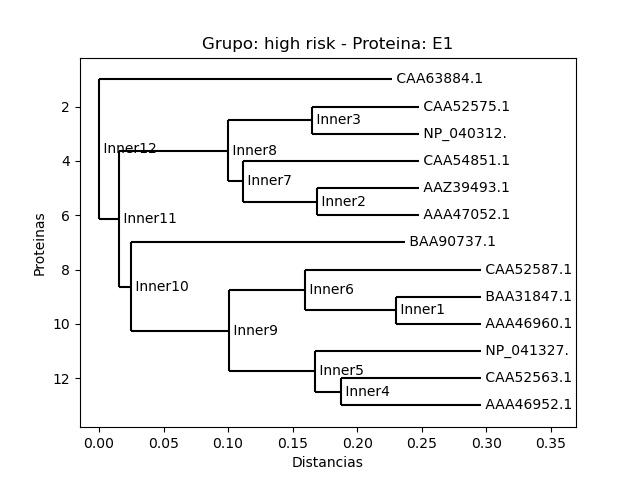 Grupo: high risk - Proteina: E1
CAA63884.1
2
CAA52575.1
Inner3
NP_040312.
Inner12
Inner8
4
CAA54851.1
Inner7
AAZ39493.1
Inner2
6
AAA47052.1
Inner11
BAA90737.1
Proteinas
8
CAA52587.1
Inner10
Inner6
BAA31847.1
Inner1
10
AAA46960.1
Inner9
NP_041327.
Inner5
12
CAA52563.1
Inner4
AAA46952.1
0.00 0.05 0.10 0.15 0.20 0.25 0.30 0.35
Distancias